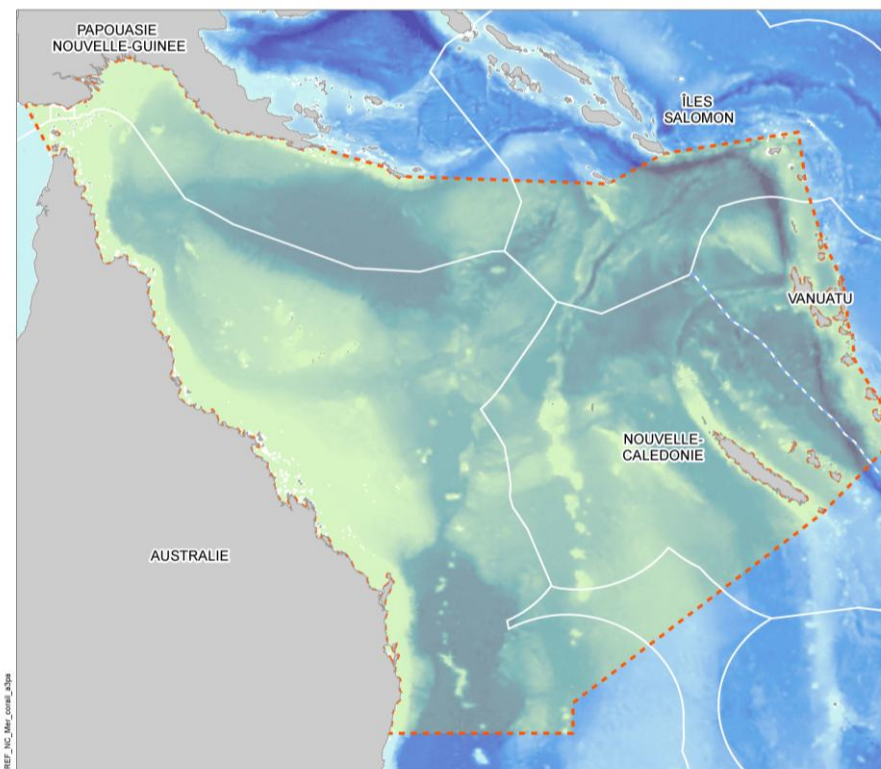 PAPOUASIE
NOUVELLE-GUINEE
ÎLES
SALOMON
VANUATU
NOUVELLE-
CALEDONIE
AUSTRALIE
REF_NC_Mer_corail_a3pa